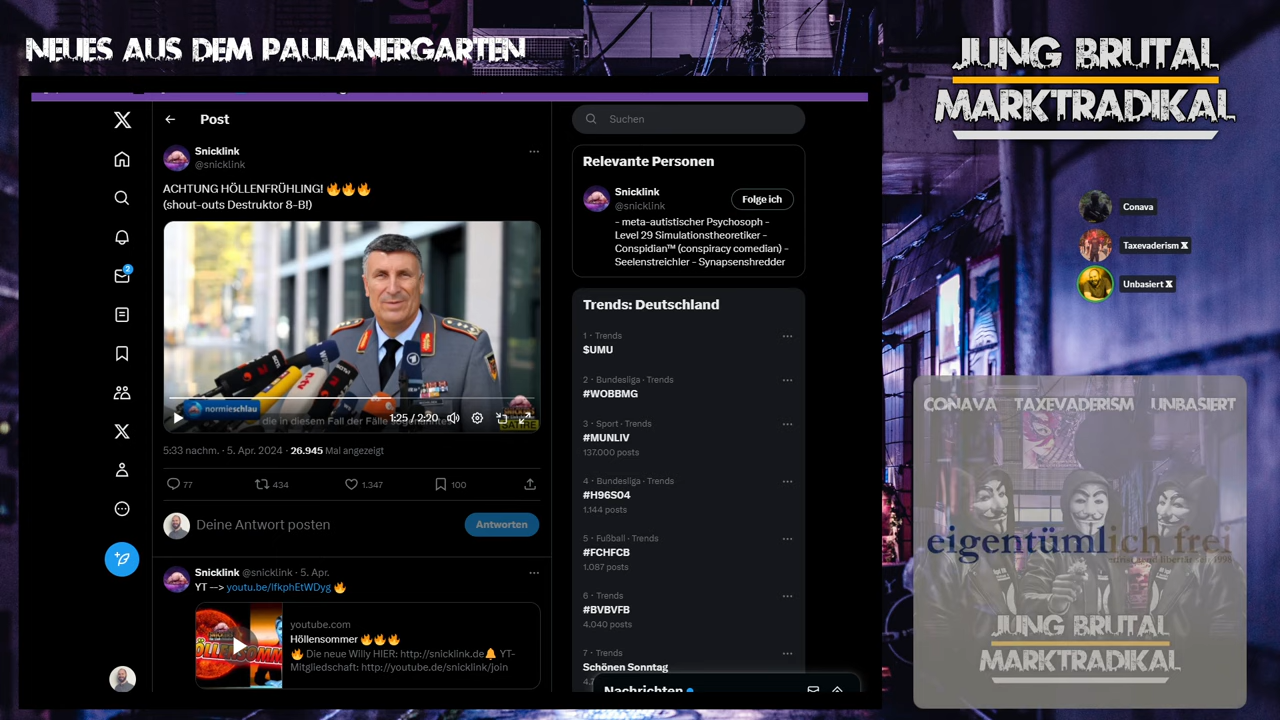 NEUES AUS DEM PAULANERGARTEN
Post
Snicklink
@snicklink
ACHTUNG HÖLLENFRÜHLING! 🔥🔥🔥
(shout-outs Destruktor 8-B!)
normieschlau
die in diesem Fall der Fälle
1:25 / 2:20
SATIRE
5:33 nachm. · 5. Apr. 2024 · 26.945 Mal angezeigt
77
434
1.347
100
Deine Antwort posten
Antworten
Snicklink @snicklink · 5. Apr.
YT —> youtu.be/lfkphEtWDyg 🔥
youtube.com
Höllensommer 🔥🔥🔥
🔥 Die neue Willy HIER: http://snicklink.de🔔 YT-
Mitgliedschaft: http://youtube.de/snicklink/join
2
Suchen
Relevante Personen
Snicklink
@snicklink
Folge ich
- meta-autistischer Psychosoph -
Level 29 Simulationstheoretiker -
Conspidian™ (conspiracy comedian) -
Seelenstreichler - Synapsenshredder
Trends: Deutschland
1 · Trends
$UMU
2 · Bundesliga · Trends
#WOBBMG
3 · Sport · Trends
#MUNLIV
137.000 posts
4 · Bundesliga · Trends
#H96S04
1.144 posts
5 · Fußball · Trends
#FCHFCB
1.087 posts
6 · Trends
#BVBVFB
4.040 posts
7 · Trends
Schönen Sonntag
Nachrichten
JUNG BRUTAL
MARKTRADIKAL
Conava
Taxevaderism X
Unbasiert X
CONAVA TAXEVADERISM UNBASIERT
eigentümlich frei
JUNG BRUTAL
MARKTRADIKAL